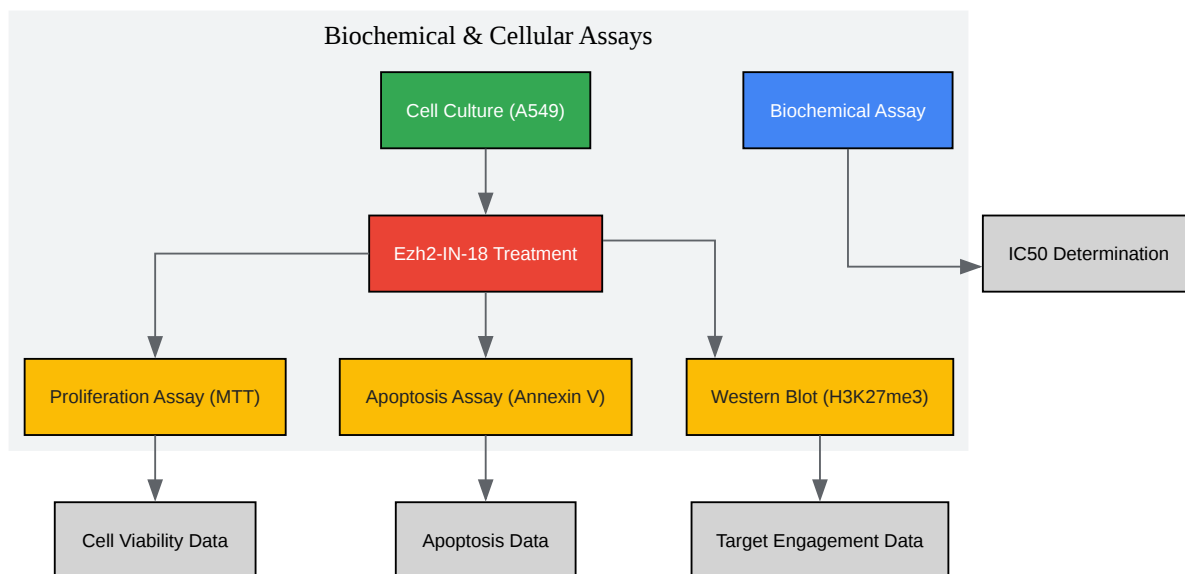 Biochemical & Cellular Assays
Cell Culture (A549)
Biochemical Assay
Ezh2-IN-18 Treatment
IC50 Determination
Proliferation Assay (MTT)
Apoptosis Assay (Annexin V)
Western Blot (H3K27me3)
Cell Viability Data
Apoptosis Data
Target Engagement Data